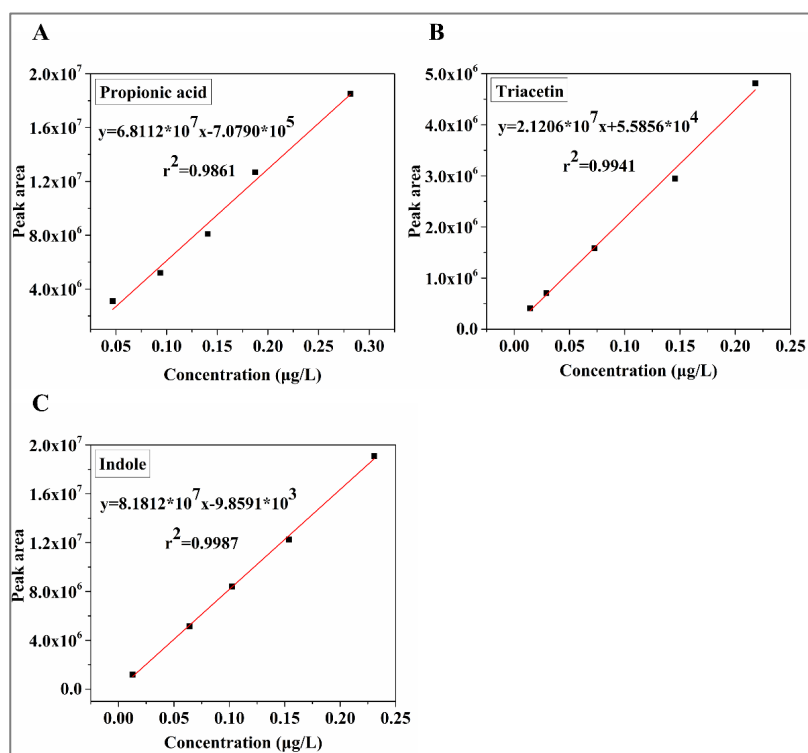 A
Propionic acid
y=6.8112*10^7x-7.0790*10^5
r^2=0.9861
2.0x10^7
1.6x10^7
1.2x10^7
8.0x10^6
4.0x10^6
Peak area
0.05 0.10 0.15 0.20 0.25 0.30
Concentration (μg/L)
B
Triacetin
y=2.1206*10^7x+5.5856*10^4
r^2=0.9941
5.0x10^6
4.0x10^6
3.0x10^6
2.0x10^6
1.0x10^6
0.0
Peak area
0.00 0.05 0.10 0.15 0.20 0.25
Concentration (μg/L)
C
Indole
y=8.1812*10^7x-9.8591*10^3
r^2=0.9987
2.0x10^7
1.6x10^7
1.2x10^7
8.0x10^6
4.0x10^6
0.0
Peak area
0.00 0.05 0.10 0.15 0.20 0.25
Concentration (μg/L)